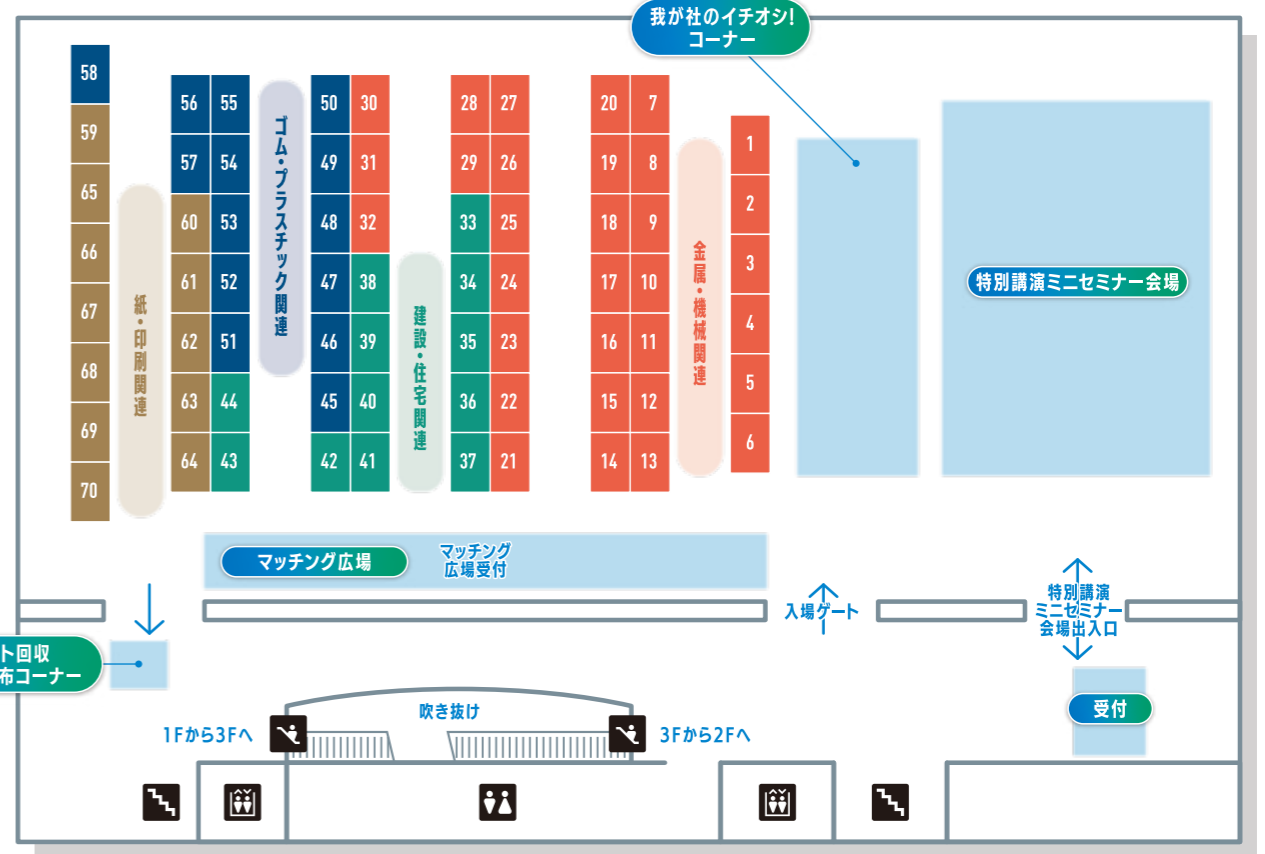 我が社のイチオシ!
コーナー
58
59
65
66
67
68
69
70
紙・印刷関連
56 55
57 54
60 53
61 52
62 51
63 44
64 43
ゴム・プラスチック関連
50 30
49 31
48 32
47 38
46 39
45 40
42 41
建設・住宅関連
28 27
29 26
33 25
34 24
35 23
36 22
37 21
20 7
19 8
18 9
17 10
16 11
15 12
14 13
金属・機械関連
1
2
3
4
5
6
特別講演ミニセミナー会場
マッチング広場
マッチング
広場受付
入場ゲート
特別講演
ミニセミナー
会場出入口
ト回収
布コーナー
受付
吹き抜け
1Fから3Fへ
3Fから2Fへ